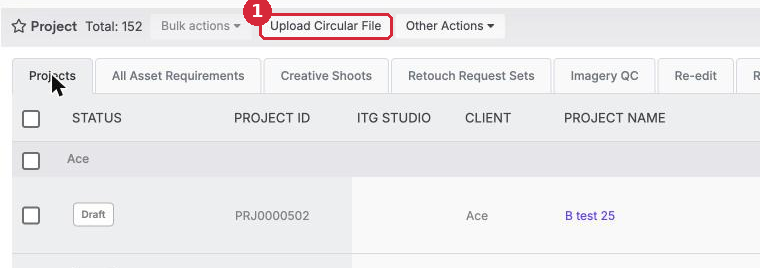 1
Project Total: 152 Bulk actions Upload Circular File Other Actions
Projects All Asset Requirements Creative Shoots Retouch Request Sets Imagery QC Re-edit
STATUS PROJECT ID ITG STUDIO CLIENT PROJECT NAME
Ace
Draft PRJ0000502 Ace B test 25